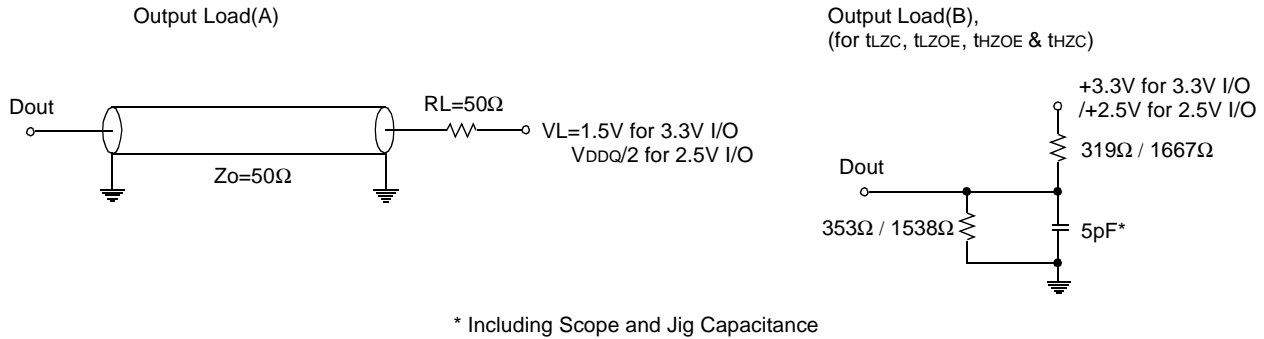 Output Load(A)
Dout
RL=50Ω
VL=1.5V for 3.3V I/O
VDDQ/2 for 2.5V I/O
Zo=50Ω
Output Load(B),
(for tLZC, tLZOE, tHZOE & tHZC)
+3.3V for 3.3V I/O
/+2.5V for 2.5V I/O
319Ω / 1667Ω
Dout
353Ω / 1538Ω
5pF*
* Including Scope and Jig Capacitance